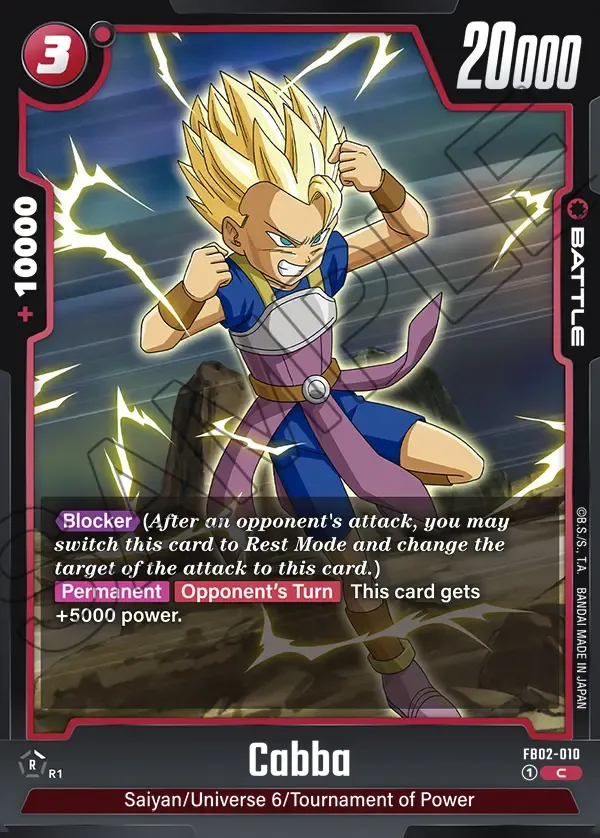 3
20000
+ 10000
BATTLE
SAMPLE
Blocker (After an opponent's attack, you may
switch this card to Rest Mode and change the
target of the attack to this card.)
Permanent Opponent's Turn This card gets
+5000 power.
©B.S./S., T.A. BANDAI MADE IN JAPAN
R R1
Cabba
FB02-010
1 C
Saiyan/Universe 6/Tournament of Power